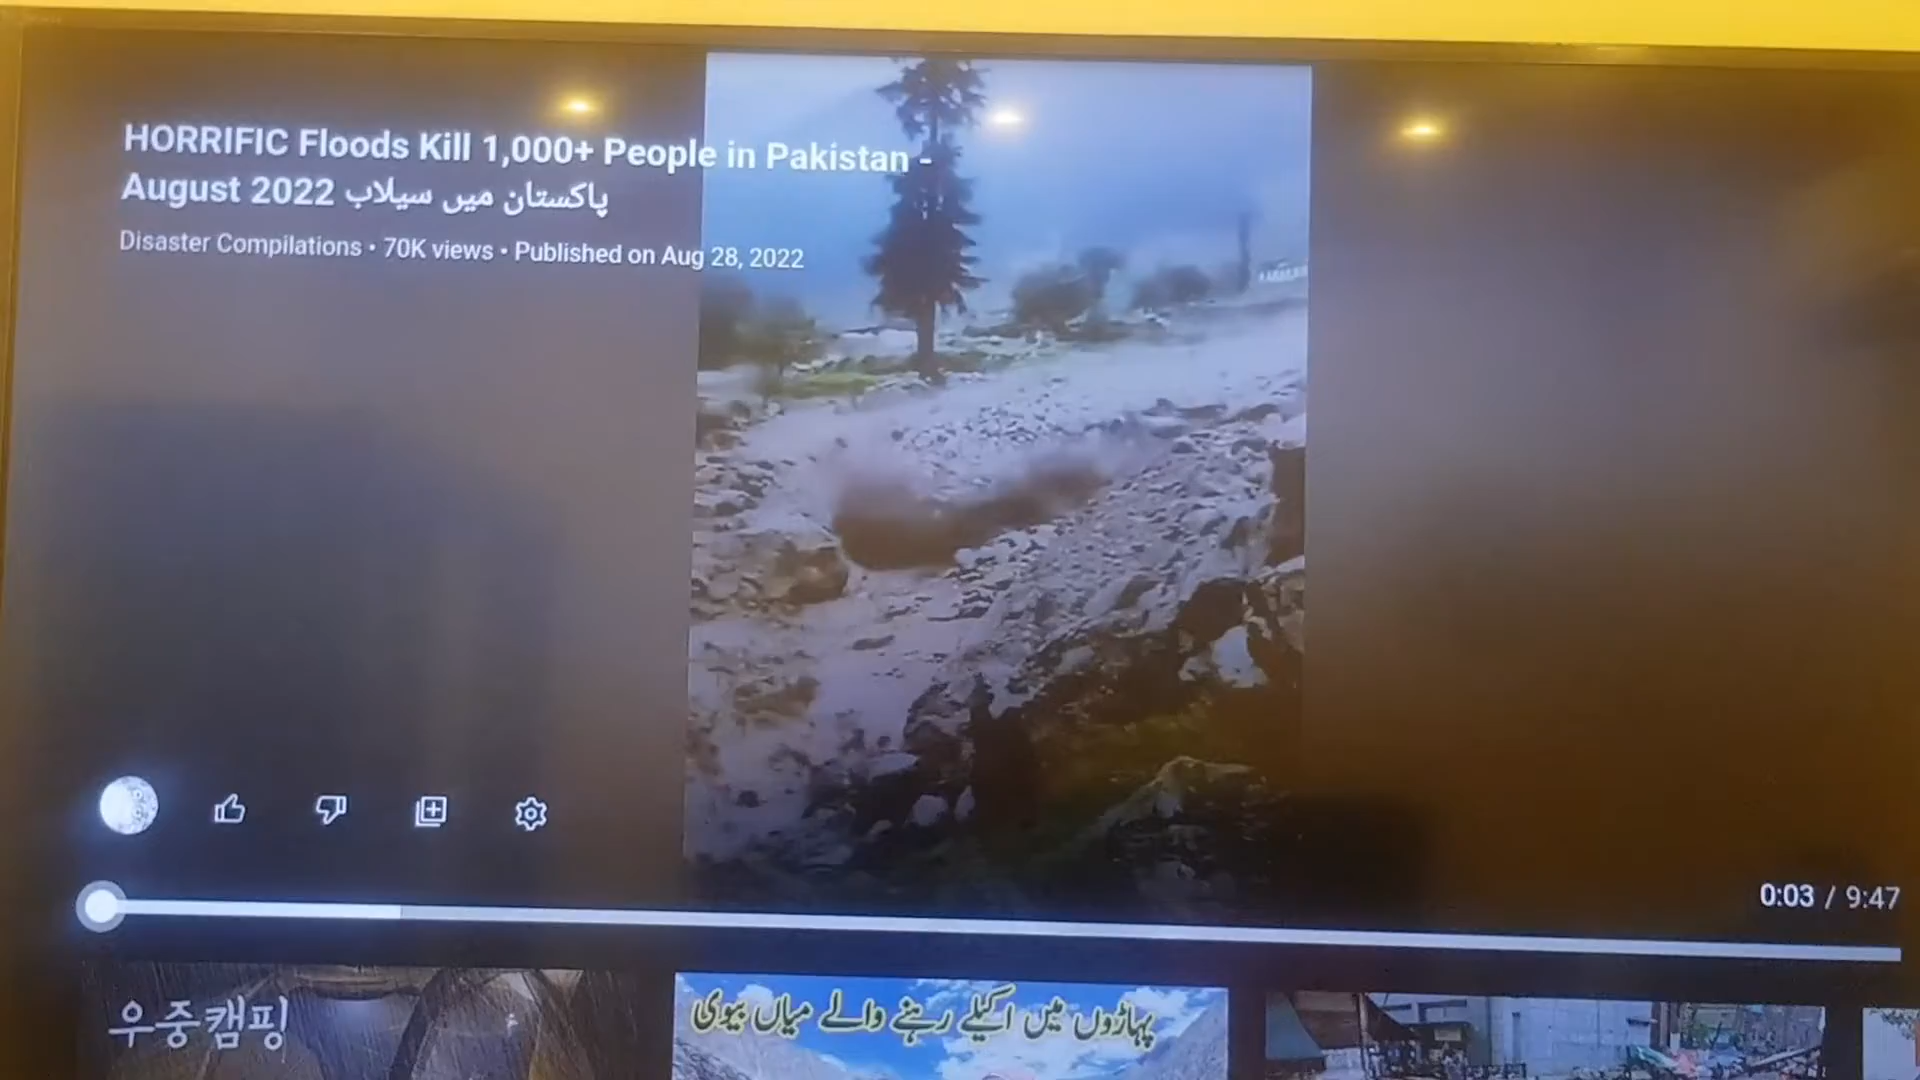 HORRIFIC Floods Kill 1,000+ People in Pakistan -
August 2022 پاکستان میں سیلاب
Disaster Compilations • 70K views • Published on Aug 28, 2022
0:03 / 9:47
우중캠핑
پہاڑوں میں اکیلے رہنے والے میاں بیوی